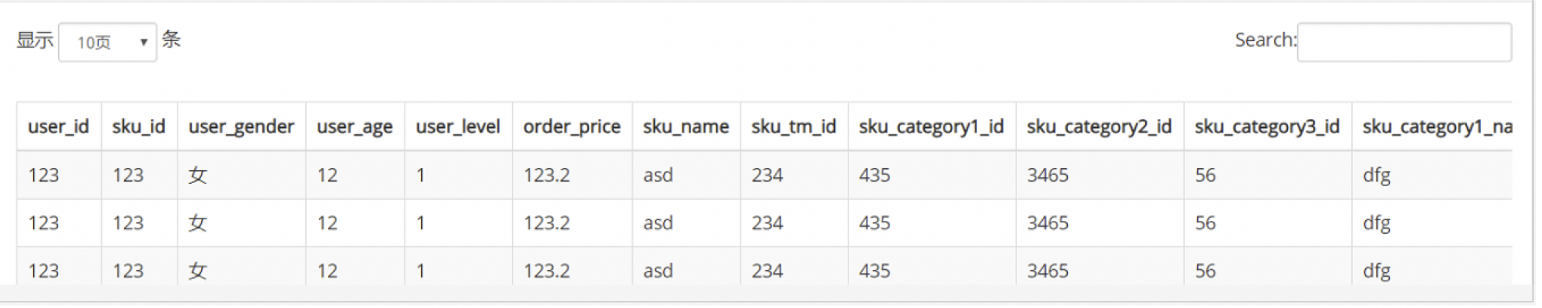 显示 10页 条 Search:
user_id sku_id user_gender user_age user_level order_price sku_name sku_tm_id sku_category1_id sku_category2_id sku_category3_id sku_category1_na
123 123 女 12 1 123.2 asd 234 435 3465 56 dfg
123 123 女 12 1 123.2 asd 234 435 3465 56 dfg
123 123 女 12 1 123.2 asd 234 435 3465 56 dfg